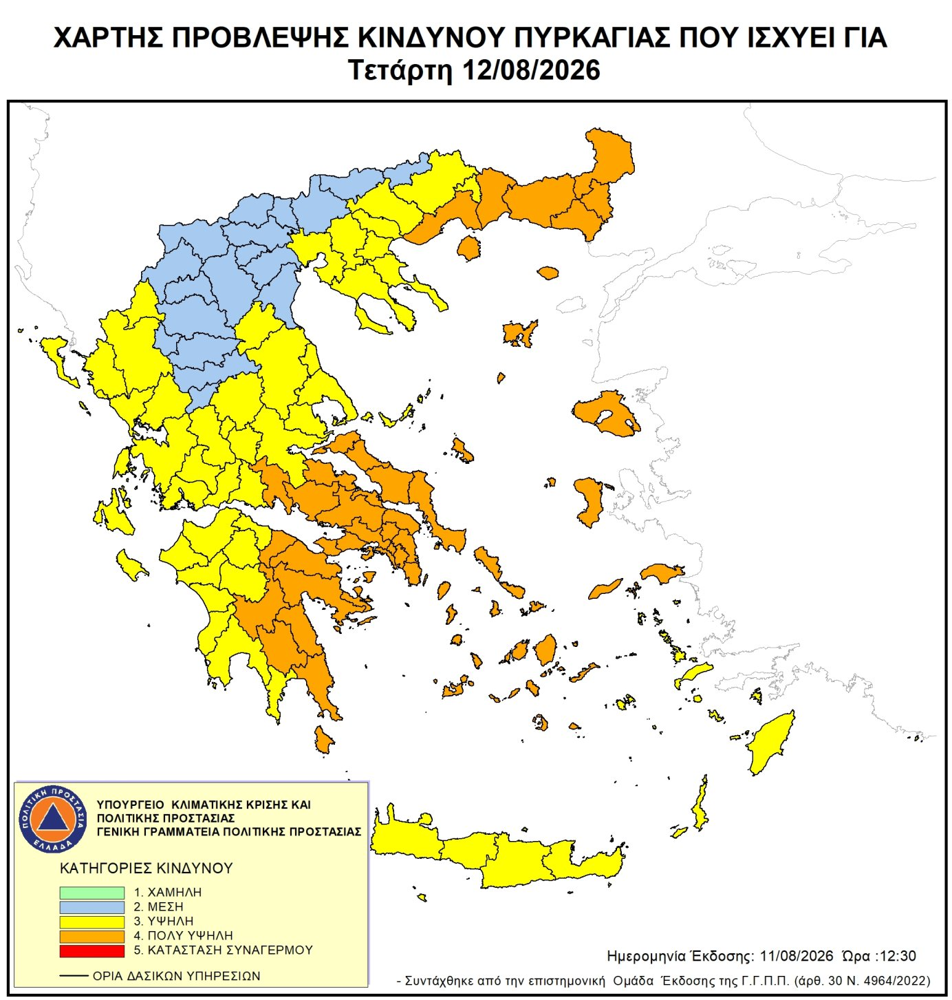 ΧΑΡΤΗΣ ΠΡΟΒΛΕΨΗΣ ΚΙΝΔΥΝΟΥ ΠΥΡΚΑΓΙΑΣ ΠΟΥ ΙΣΧΥΕΙ ΓΙΑ
Τετάρτη 12/08/2026
ΠΟΛΙΤΙΚΗ ΠΡΟΣΤΑΣΙΑ
ΕΛΛΑΔΑ
ΥΠΟΥΡΓΕΙΟ ΚΛΙΜΑΤΙΚΗΣ ΚΡΙΣΗΣ ΚΑΙ
ΠΟΛΙΤΙΚΗΣ ΠΡΟΣΤΑΣΙΑΣ
ΓΕΝΙΚΗ ΓΡΑΜΜΑΤΕΙΑ ΠΟΛΙΤΙΚΗΣ ΠΡΟΣΤΑΣΙΑΣ
ΚΑΤΗΓΟΡΙΕΣ ΚΙΝΔΥΝΟΥ
1. ΧΑΜΗΛΗ
2. ΜΕΣΗ
3. ΥΨΗΛΗ
4. ΠΟΛΥ ΥΨΗΛΗ
5. ΚΑΤΑΣΤΑΣΗ ΣΥΝΑΓΕΡΜΟΥ
ΟΡΙΑ ΔΑΣΙΚΩΝ ΥΠΗΡΕΣΙΩΝ
Ημερομηνία Έκδοσης: 11/08/2026 Ώρα :12:30
- Συντάχθηκε από την επιστημονική Ομάδα Έκδοσης της Γ.Γ.Π.Π. (άρθ. 30 Ν. 4964/2022)